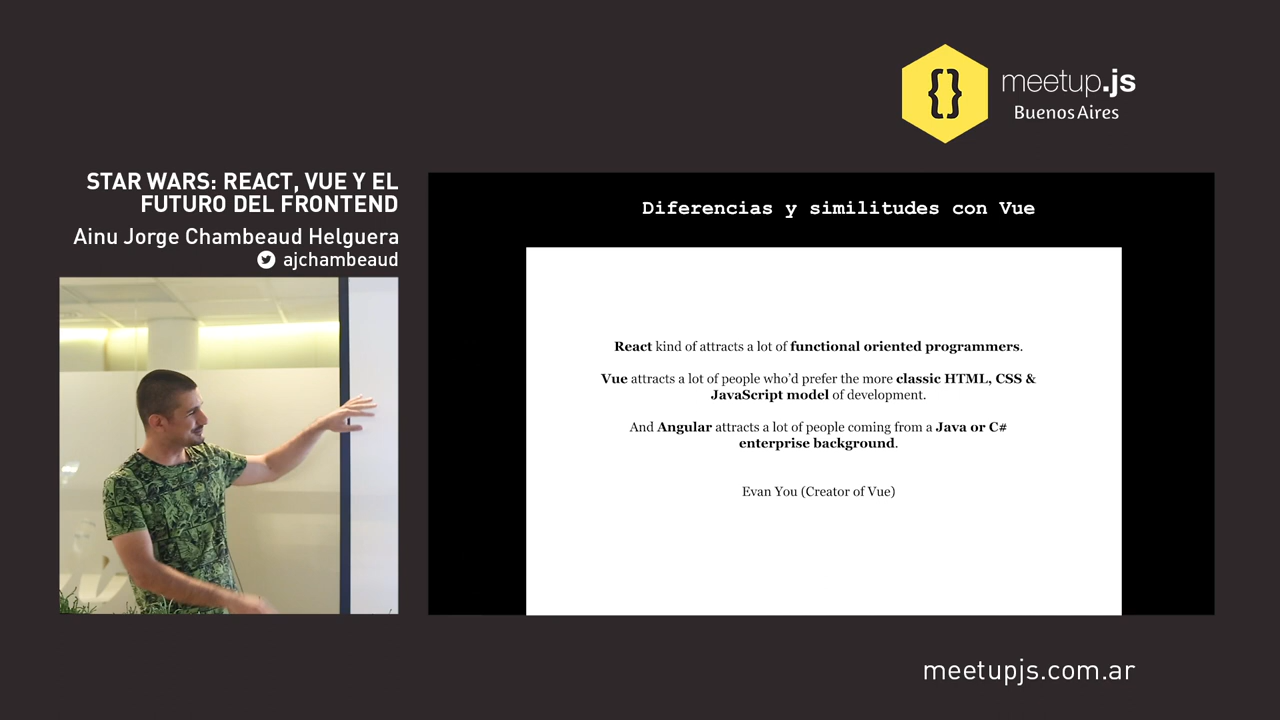 {}
meetup.js
Buenos Aires
STAR WARS: REACT, VUE Y EL
FUTURO DEL FRONTEND
Ainu Jorge Chambeaud Helguera
ajchambeaud
Diferencias y similitudes con Vue
React kind of attracts a lot of functional oriented programmers.
Vue attracts a lot of people who’d prefer the more classic HTML, CSS &
JavaScript model of development.
And Angular attracts a lot of people coming from a Java or C#
enterprise background.
Evan You (Creator of Vue)
meetupjs.com.ar